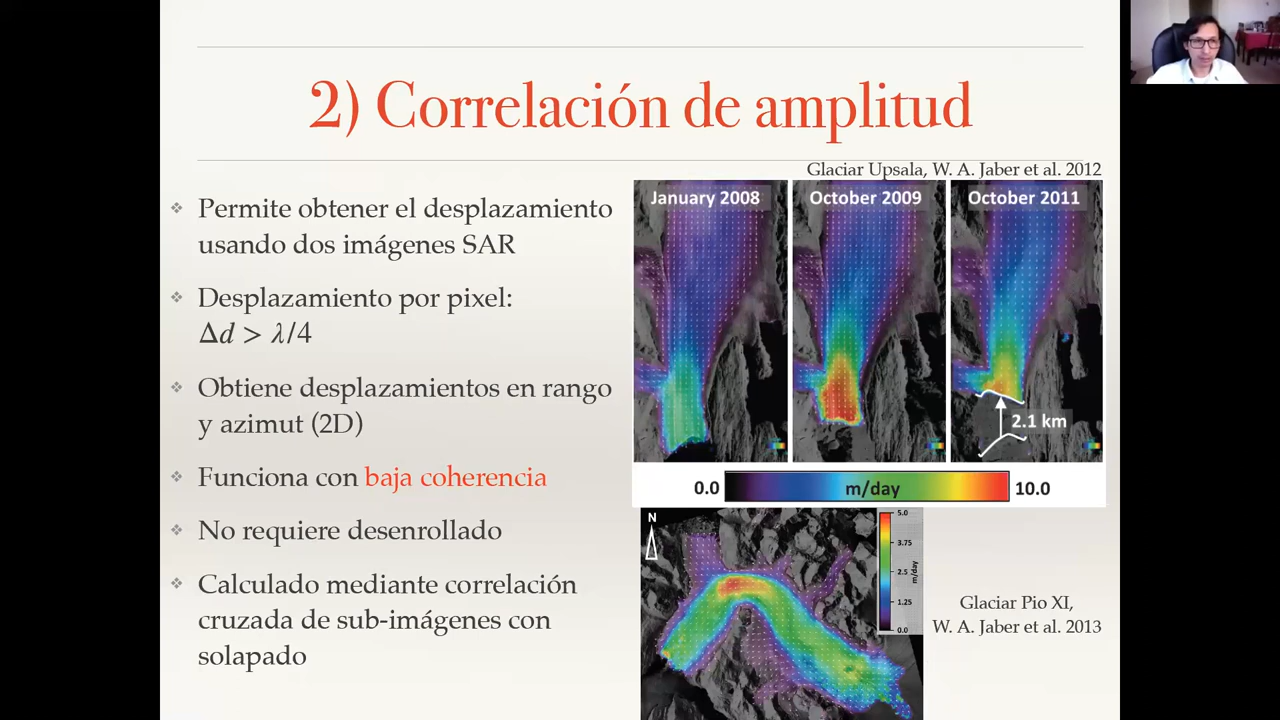 2) Correlación de amplitud
Glaciar Upsala, W. A. Jaber et al. 2012
❖ Permite obtener el desplazamiento
usando dos imágenes SAR
❖ Desplazamiento por pixel:
Δd > λ/4
❖ Obtiene desplazamientos en rango
y azimut (2D)
❖ Funciona con baja coherencia
❖ No requiere desenrollado
❖ Calculado mediante correlación
cruzada de sub-imágenes con
solapado
January 2008
October 2009
October 2011
2.1 km
0.0 m/day 10.0
N
5.0
3.75
2.5
1.25
0.0
m/day
Glaciar Pio XI,
W. A. Jaber et al. 2013